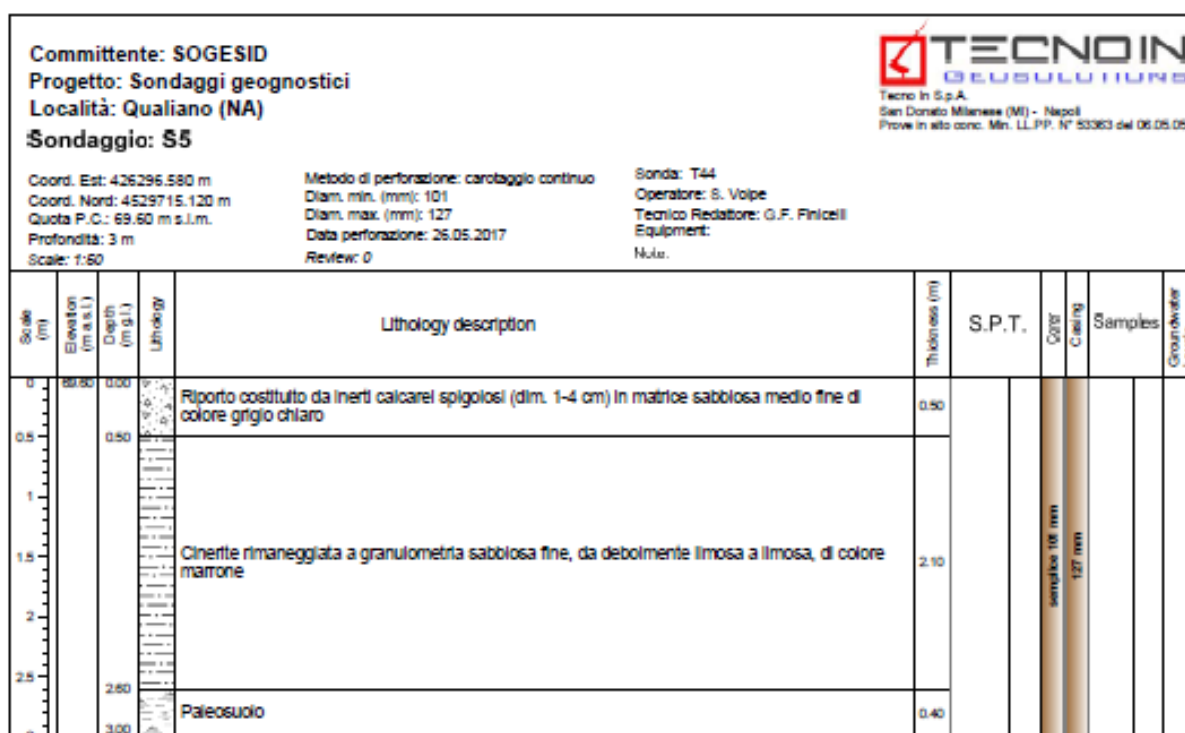 Committente: SOGESID
Progetto: Sondaggi geognostici
Località: Qualiano (NA)
Sondaggio: S5
TECNOIN
GEOSOLUTIONS
Tecno In S.p.A.
San Donato Milanese (MI) - Napoli
Prove in sito conc. Min. LL.PP. N° 53363 del 06.05.05
Coord. Est: 426296.580 m
Coord. Nord: 4529715.120 m
Quota P.C.: 69.60 m s.l.m.
Profondità: 3 m
Scale: 1:60
Metodo di perforazione: carotaggio continuo
Diam. min. (mm): 101
Diam. max. (mm): 127
Data perforazione: 26.05.2017
Review: 0
Sonda: T44
Operatore: S. Volpe
Tecnico Redattore: G.F. Finicelli
Equipment:
Note:
Scale (m)
Elevation (m a.s.l.)
Depth (m g.l.)
Lithology
Lithology description
Thickness (m)
S.P.T.
Corer
Casing
Samples
Groundwater
0
69.60
0.00
Riporto costituito da inerti calcarei spigolosi (dim. 1-4 cm) in matrice sabbiosa medio fine di
colore grigio chiaro
0.50
0.5
0.50
1
1.5
Cinerite rimaneggiata a granulometria sabbiosa fine, da debolmente limosa a limosa, di colore
marrone
2.10
semplice 101 mm
127 mm
2
2.5
2.60
Paleosuolo
0.40
3.00